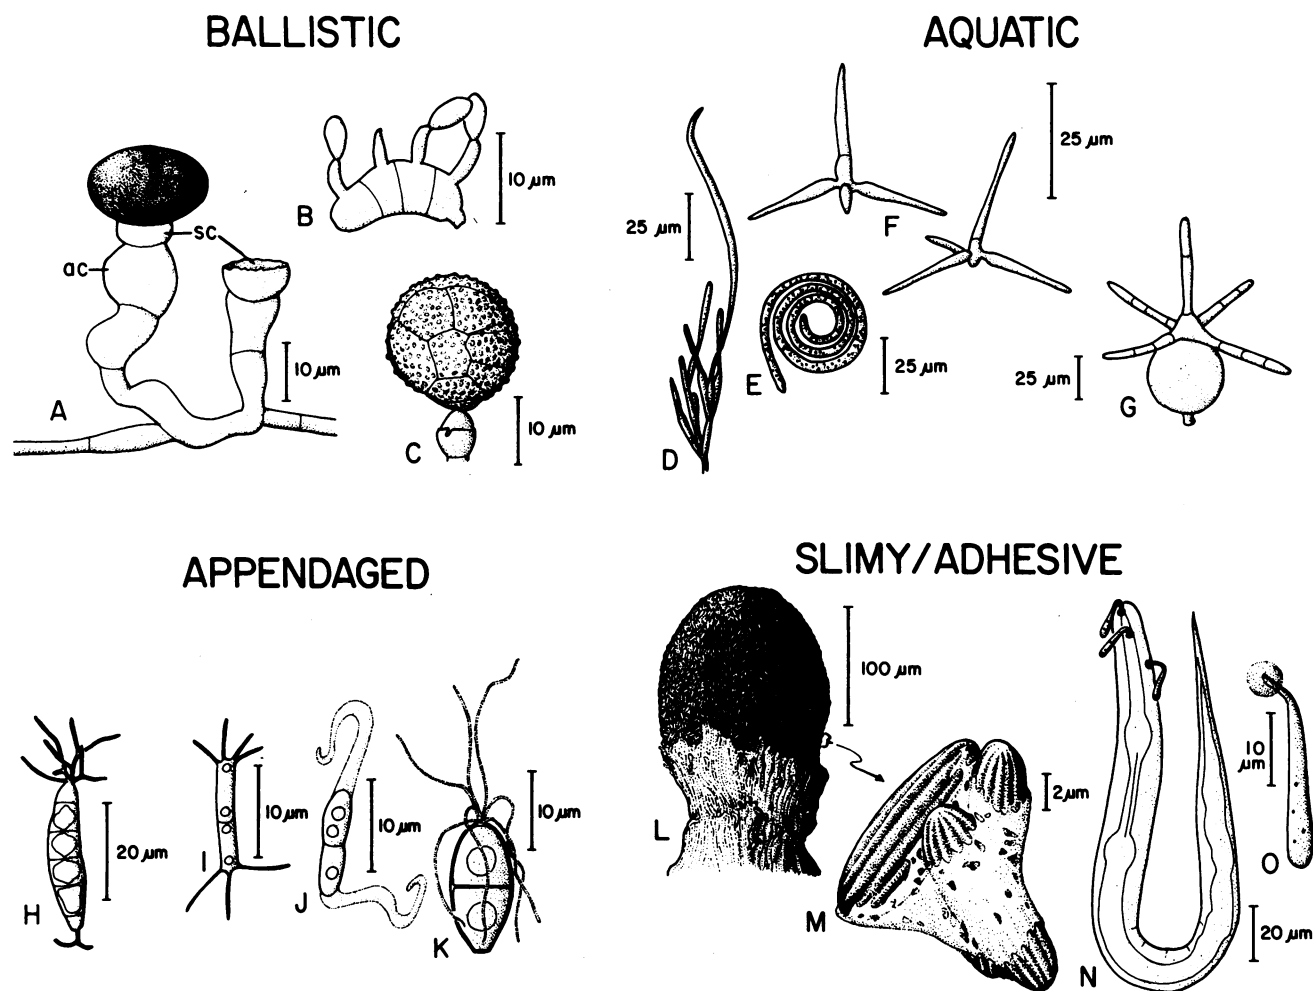 BALLISTIC
AQUATIC
B
10 µm
sc
ac
10 µm
A
C
10 µm
25 µm
25 µm
F
E
25 µm
D
25 µm
G
APPENDAGED
SLIMY/ADHESIVE
H
20 µm
I
10 µm
J
10 µm
K
10 µm
L
100 µm
M
2 µm
N
20 µm
O
10
µm